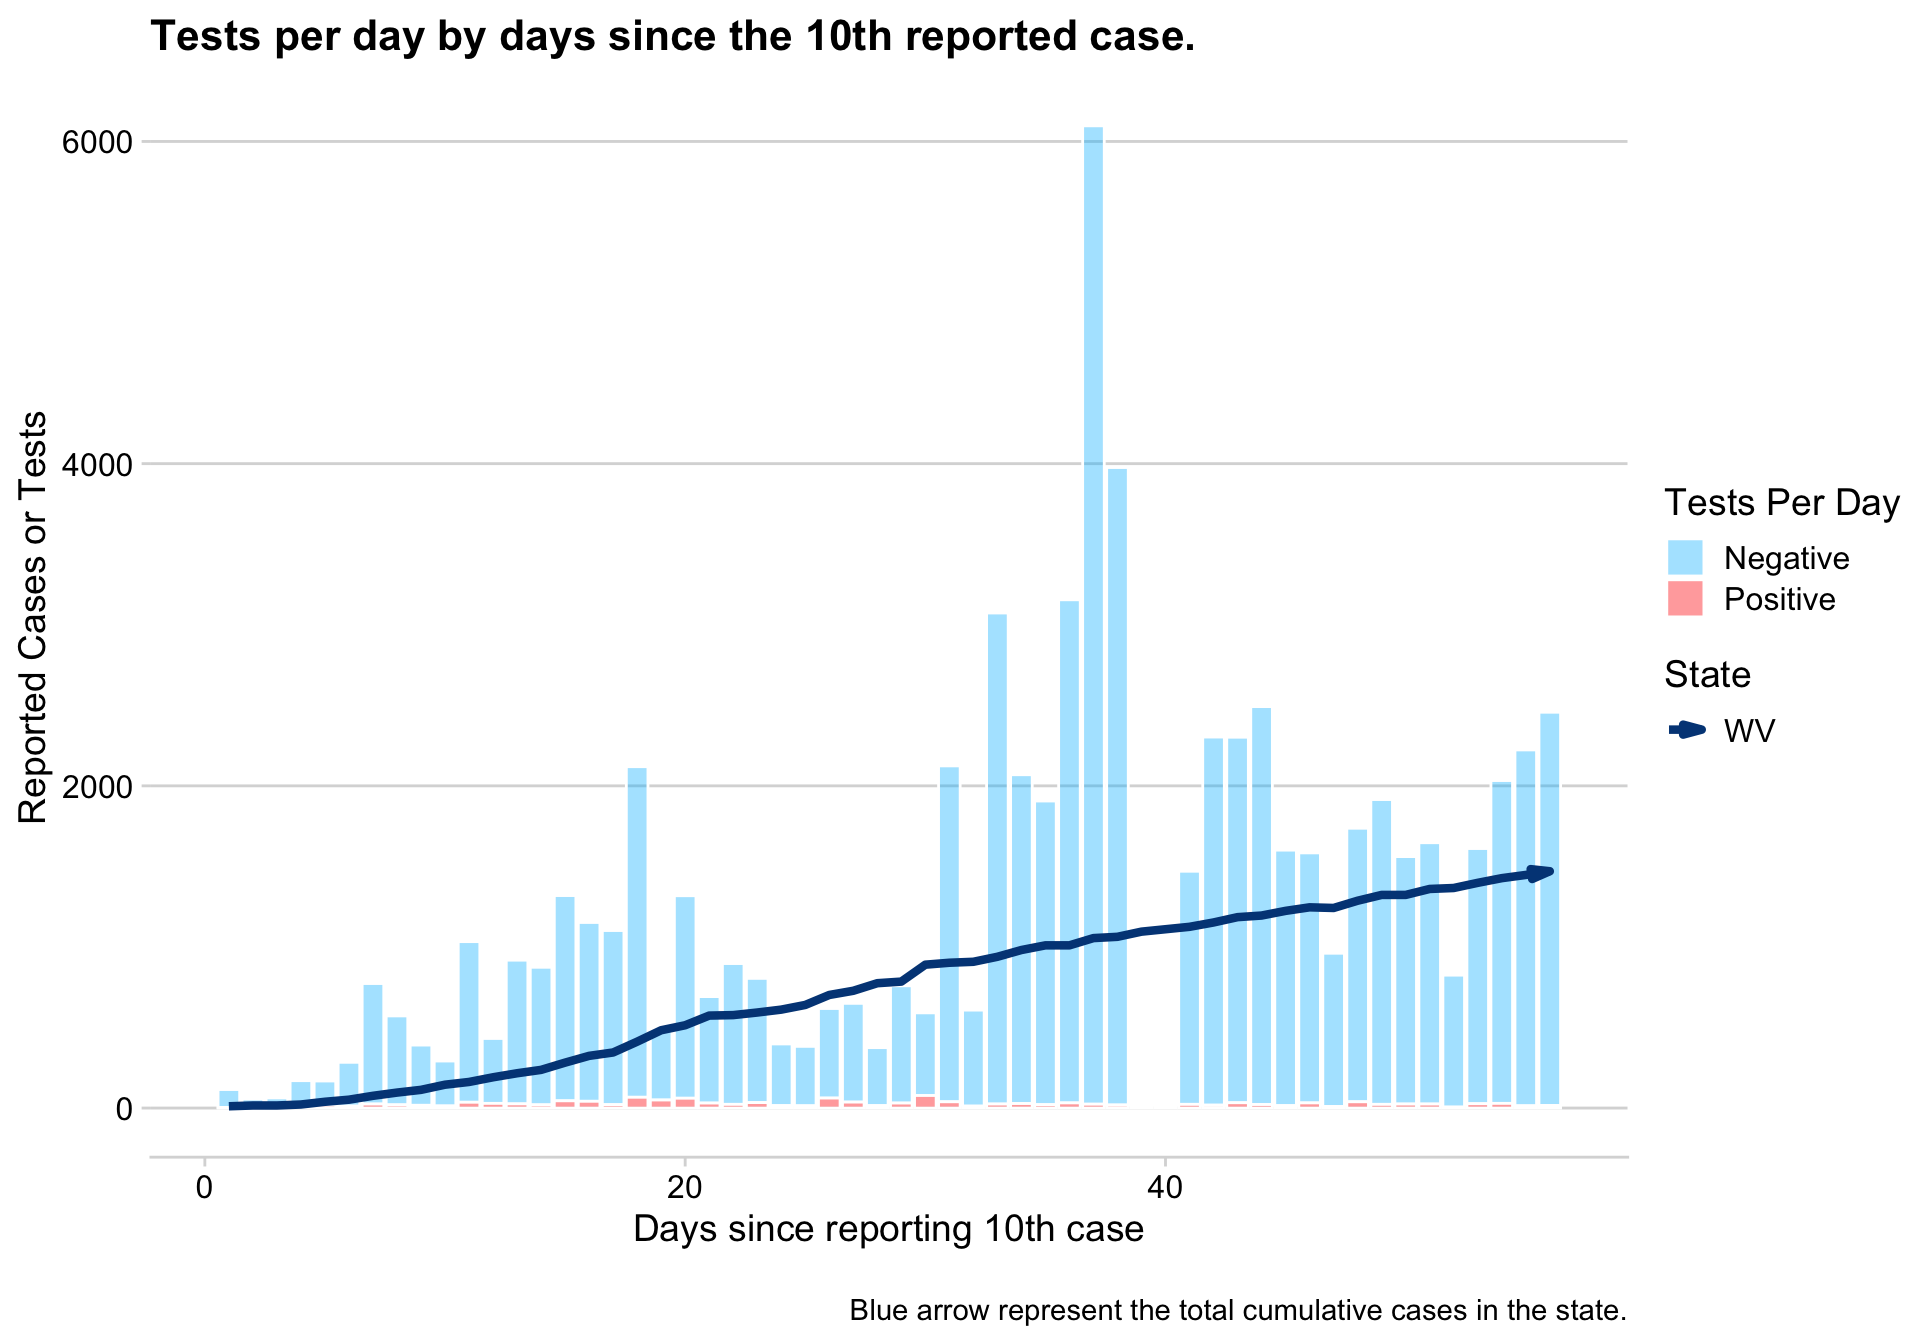 Tests per day by days since the 10th reported case.
6000
4000
2000
0
Reported Cases or Tests
0
20
40
Days since reporting 10th case
Tests Per Day
Negative
Positive
State
WV
Blue arrow represent the total cumulative cases in the state.